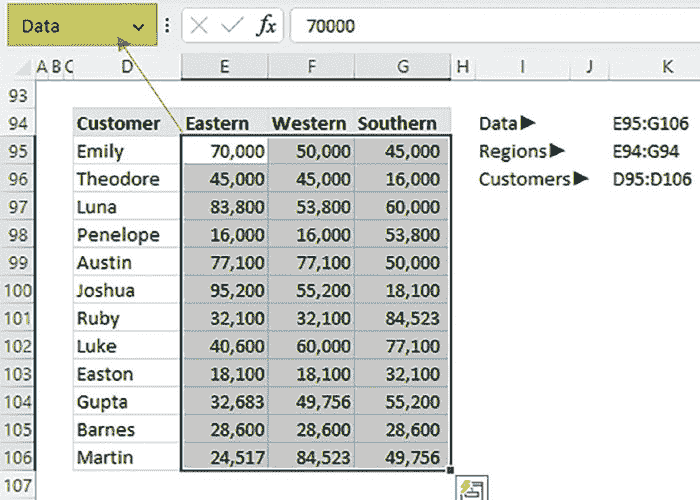 Data fx 70000
A B C D E F G H I J K
93
94 Customer Eastern Western Southern Data► E94:G106
95 Emily 70,000 50,000 45,000 Regions► E94:G94
96 Theodore 45,000 45,000 16,000 Customers► D95:D106
97 Luna 83,800 53,800 60,000
98 Penelope 16,000 16,000 53,800
99 Austin 77,100 77,100 50,000
100 Joshua 95,200 55,200 18,100
101 Ruby 32,100 32,100 84,523
102 Luke 40,600 60,000 77,100
103 Easton 18,100 18,100 32,100
104 Gupta 32,683 49,756 55,200
105 Barnes 28,600 28,600 28,600
106 Martin 24,517 84,523 49,756
107